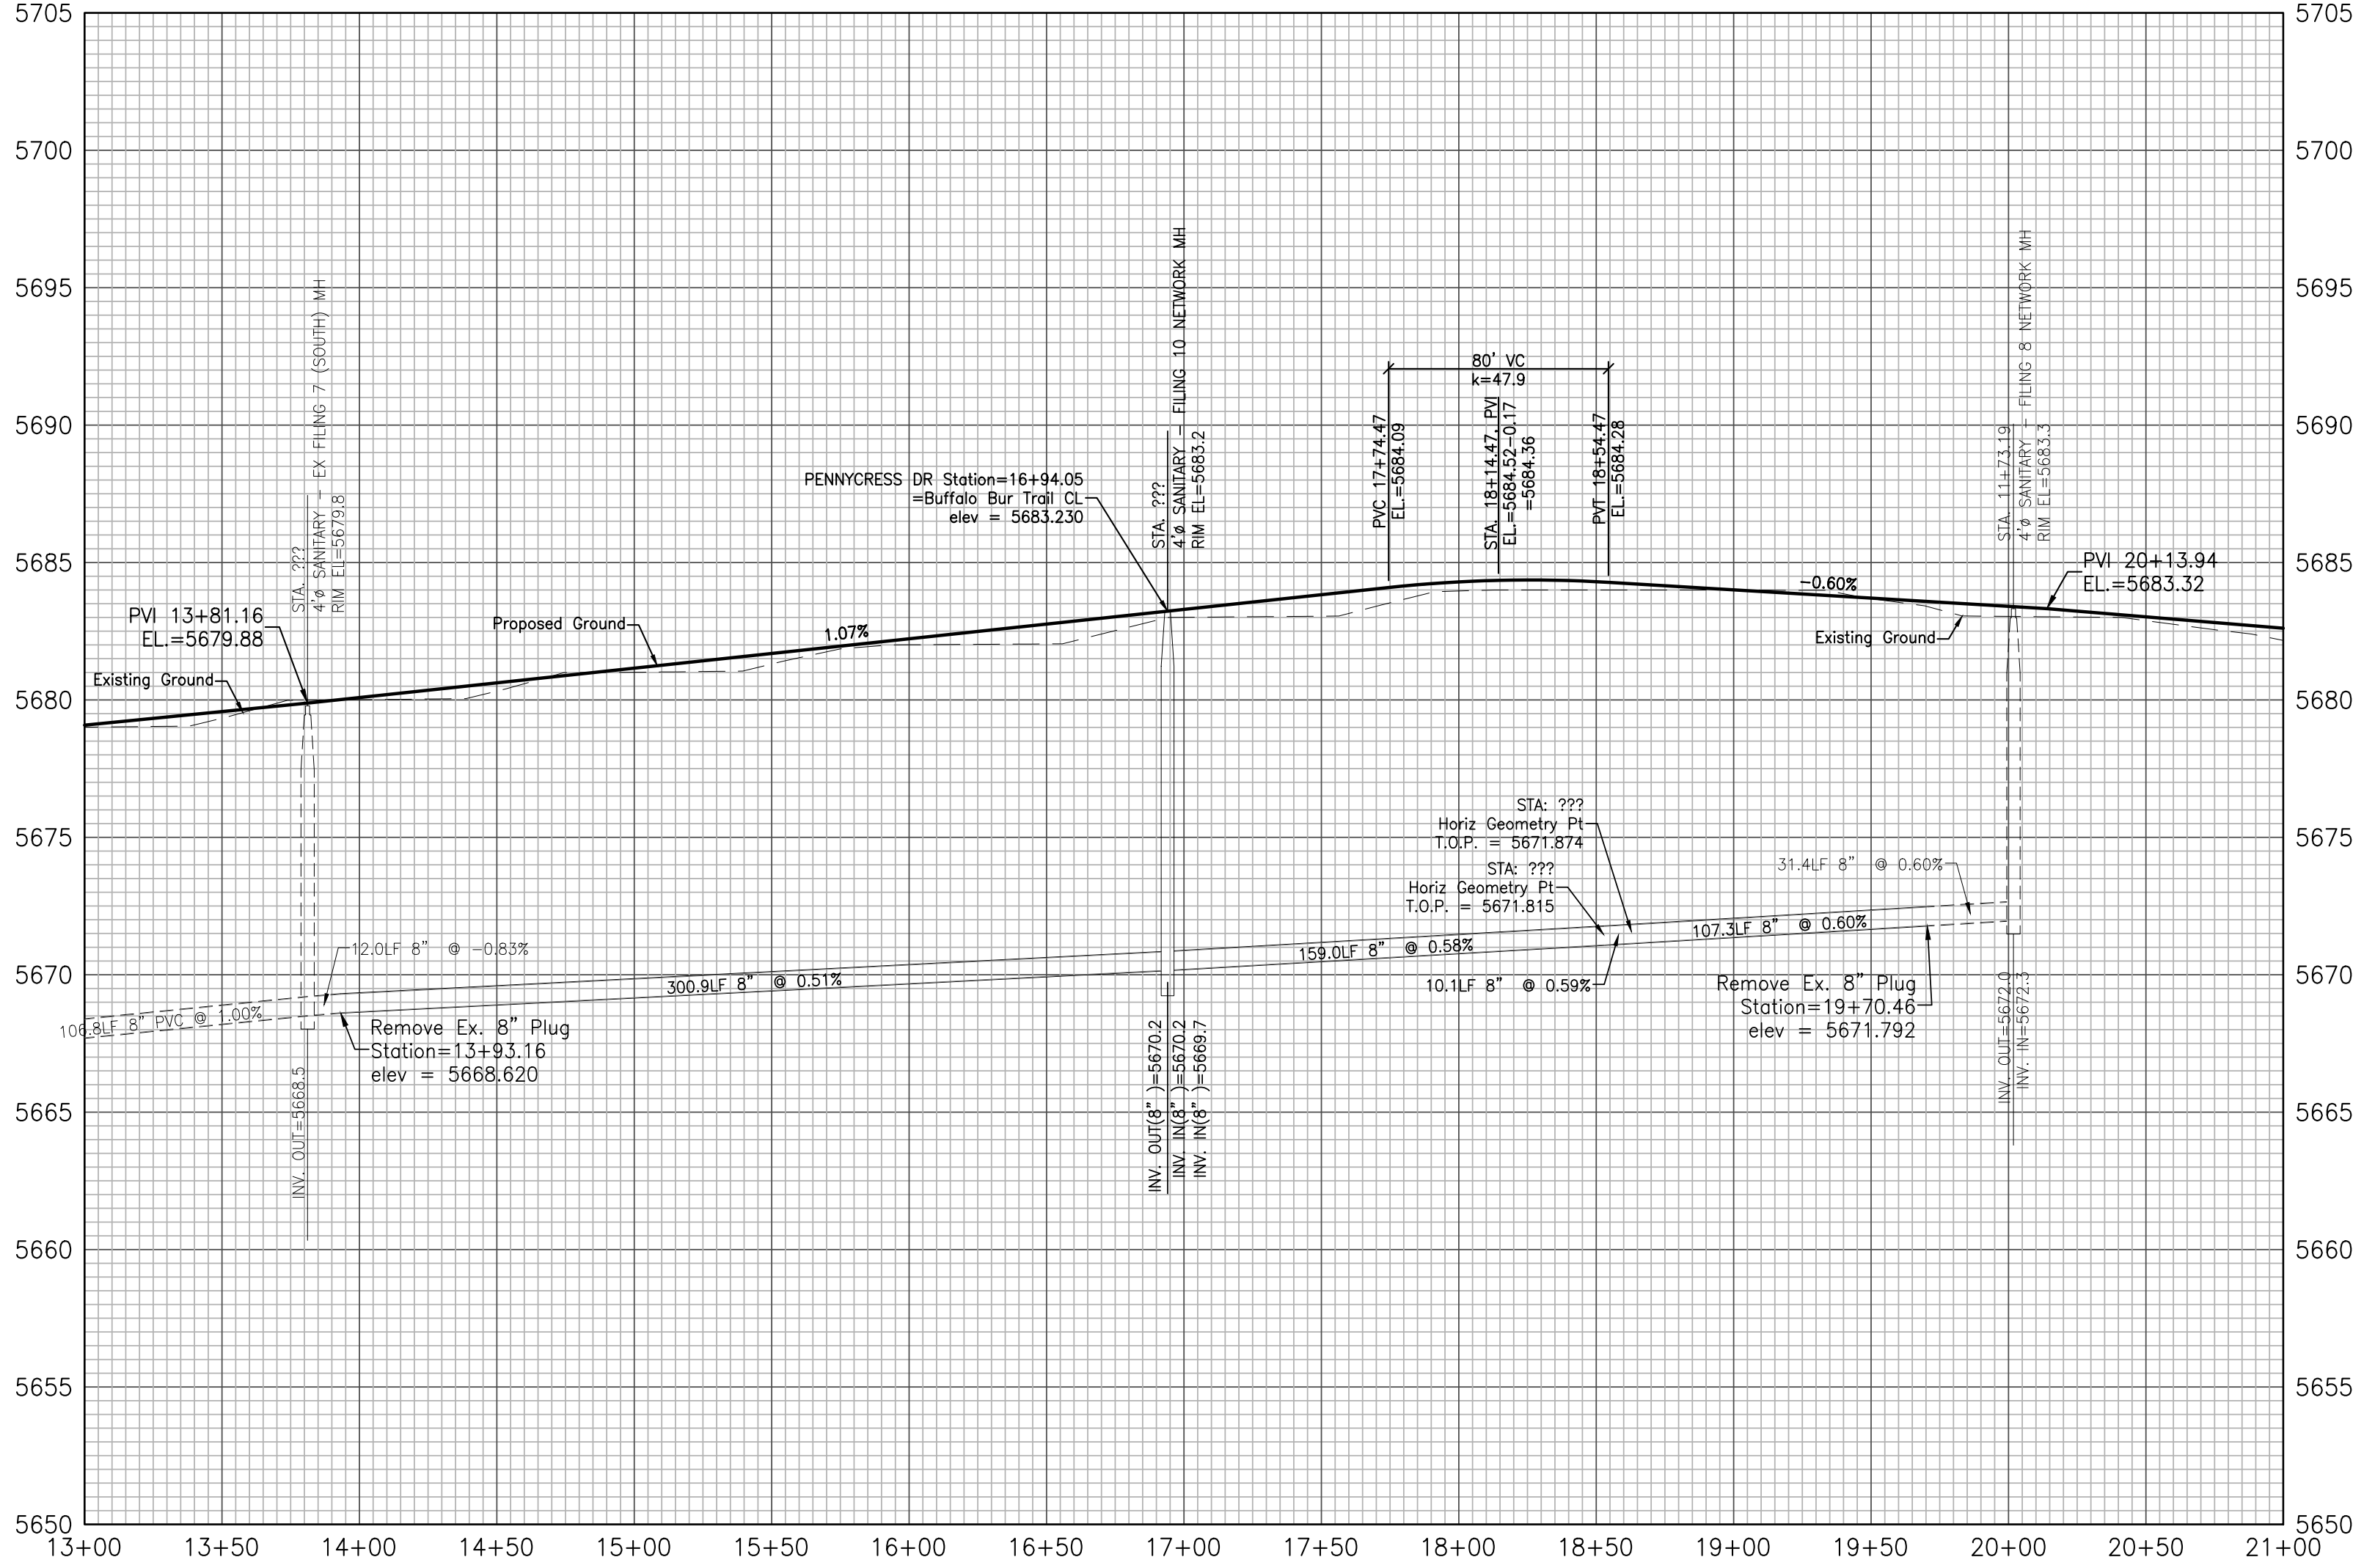 5705
5705
5700
5700
5695
5695
5690
5690
5685
5685
5680
5680
5675
5675
5670
5670
5665
5665
5660
5660
5655
5655
5650
5650
STA. ???
4'ø SANITARY – EX FILING 7 (SOUTH) MH
RIM EL=5679.8
PVI 13+81.16
EL.=5679.88
Existing Ground
Proposed Ground
1.07%
PENNYCRESS DR Station=16+94.05
=Buffalo Bur Trail CL
elev = 5683.230
STA. ???
4'ø SANITARY – FILING 10 NETWORK MH
RIM EL=5683.2
80' VC
k=47.9
PVC 17+74.47
EL.=5684.09
STA. 18+14.47, PVI
EL.=5684.52-0.17
=5684.36
PVT 18+54.47
EL.=5684.28
-0.60%
STA. 11+73.19
4'ø SANITARY – FILING 8 NETWORK MH
RIM EL=5683.3
PVI 20+13.94
EL.=5683.32
Existing Ground
STA: ???
Horiz Geometry Pt
T.O.P. = 5671.874
STA: ???
Horiz Geometry Pt
T.O.P. = 5671.815
31.4LF 8" @ 0.60%
107.3LF 8" @ 0.60%
159.0LF 8" @ 0.58%
10.1LF 8" @ 0.59%
12.0LF 8" @ -0.83%
300.9LF 8" @ 0.51%
106.8LF 8" PVC @ 1.00%
Remove Ex. 8" Plug
Station=13+93.16
elev = 5668.620
Remove Ex. 8" Plug
Station=19+70.46
elev = 5671.792
INV. OUT=5668.5
INV. OUT(8")=5670.2
INV. IN(8")=5670.2
INV. IN(8")=5669.7
INV. OUT=5672.0
INV. IN=5672.3
13+00 13+50 14+00 14+50 15+00 15+50 16+00 16+50 17+00 17+50 18+00 18+50 19+00 19+50 20+00 20+50 21+00